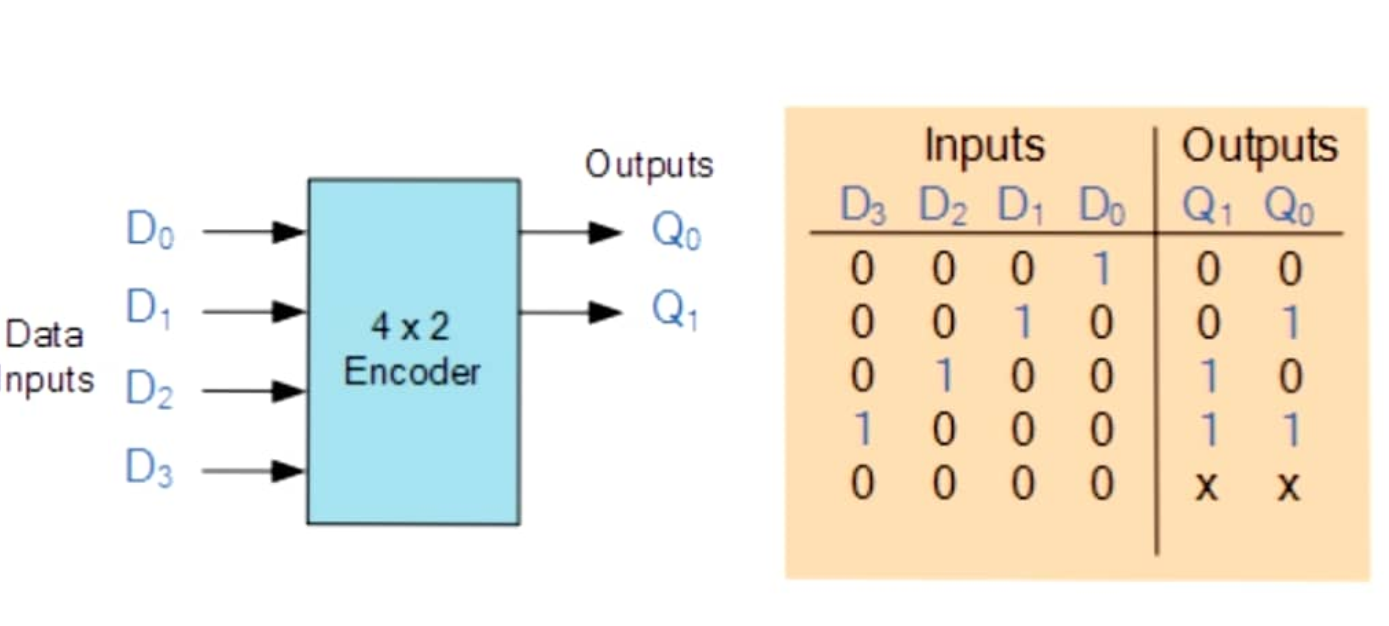 Outputs
D₀ Q₀
D₁ Q₁
Data
nputs
4 x 2
Encoder
D₂
D₃
Inputs Outputs
D₃ D₂ D₁ D₀ Q₁ Q₀
0 0 0 1 0 0
0 0 1 0 0 1
0 1 0 0 1 0
1 0 0 0 1 1
0 0 0 0 x x